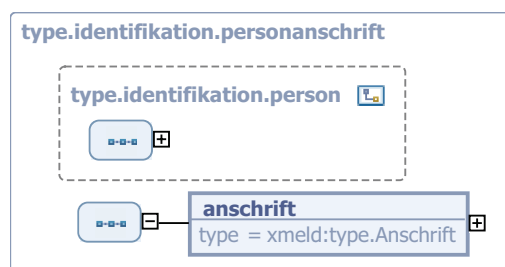 type.identifikation.personanschrift
type.identifikation.person
anschrift
type = xmeld:type.Anschrift